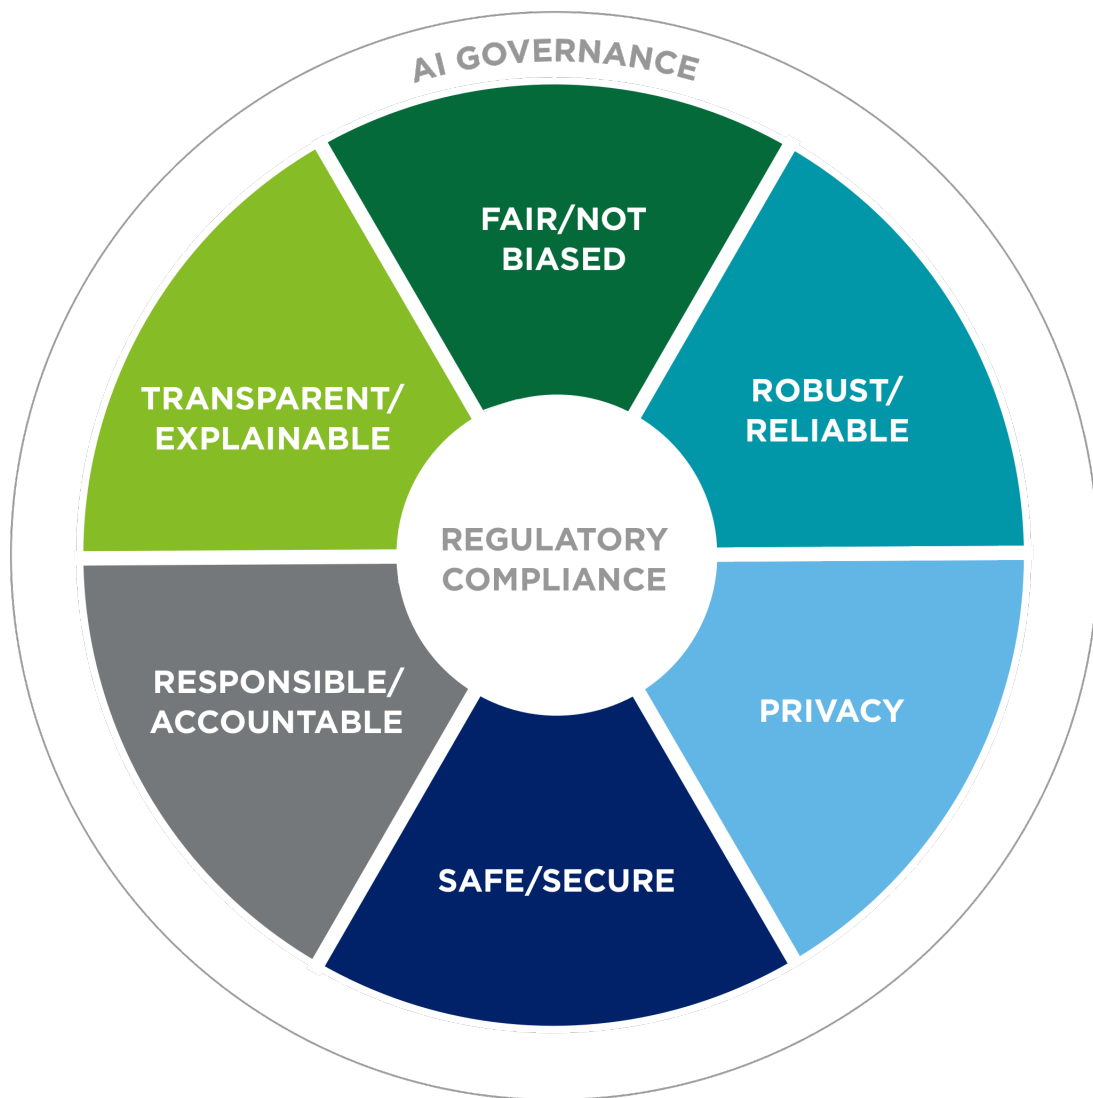 AI GOVERNANCE
FAIR/NOT
BIASED
TRANSPARENT/
EXPLAINABLE
ROBUST/
RELIABLE
REGULATORY
COMPLIANCE
RESPONSIBLE/
ACCOUNTABLE
PRIVACY
SAFE/SECURE